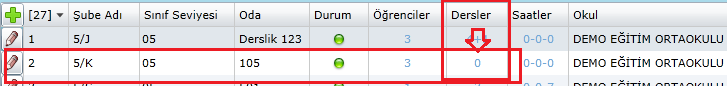 [27] Şube Adı Sınıf Seviyesi Oda Durum Öğrenciler Dersler Saatler Okul
1 5/J 05 Derslik 123 3 0-0-0 DEMO EĞİTİM ORTAOKULU
2 5/K 05 105 3 0 0-0-0 DEMO EĞİTİM ORTAOKULU